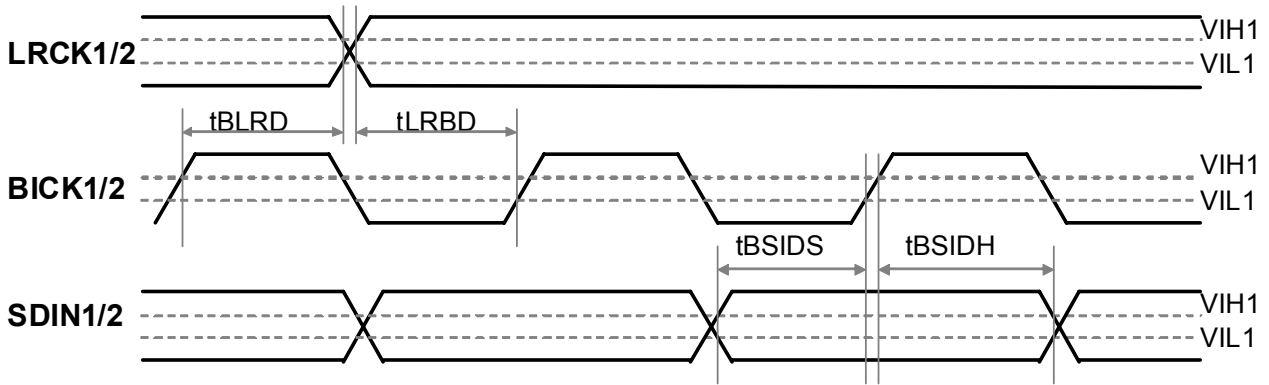 LRCK1/2
VIH1
VIL1
tBLRD
tLRBD
BICK1/2
VIH1
VIL1
tBSIDS
tBSIDH
SDIN1/2
VIH1
VIL1